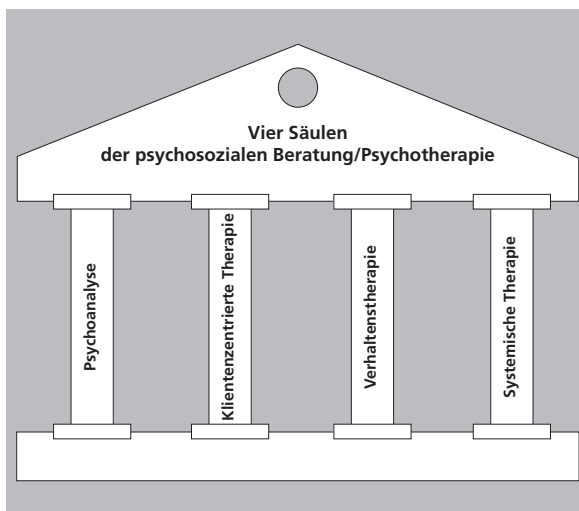 Vier Säulen
der psychosozialen Beratung/Psychotherapie
Psychoanalyse
Klientenzentrierte Therapie
Verhaltenstherapie
Systemische Therapie